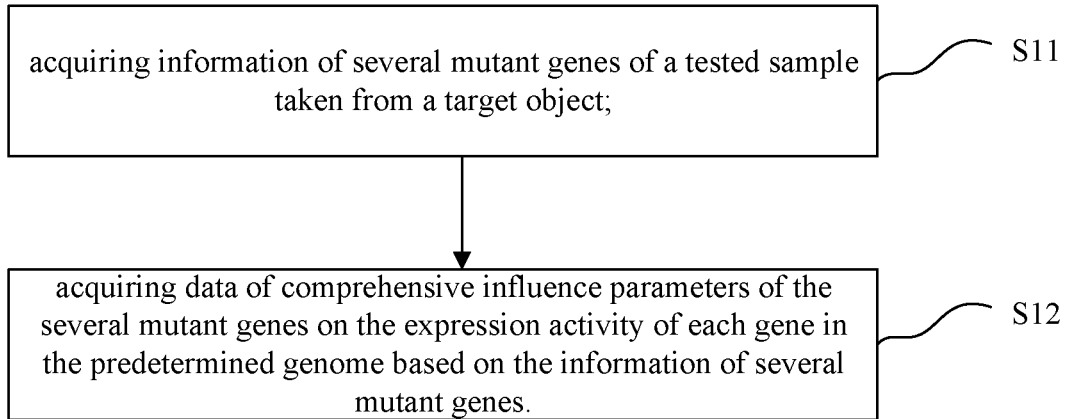 acquiring information of several mutant genes of a tested sample
taken from a target object;
S11
acquiring data of comprehensive influence parameters of the
several mutant genes on the expression activity of each gene in
the predetermined genome based on the information of several
mutant genes.
S12